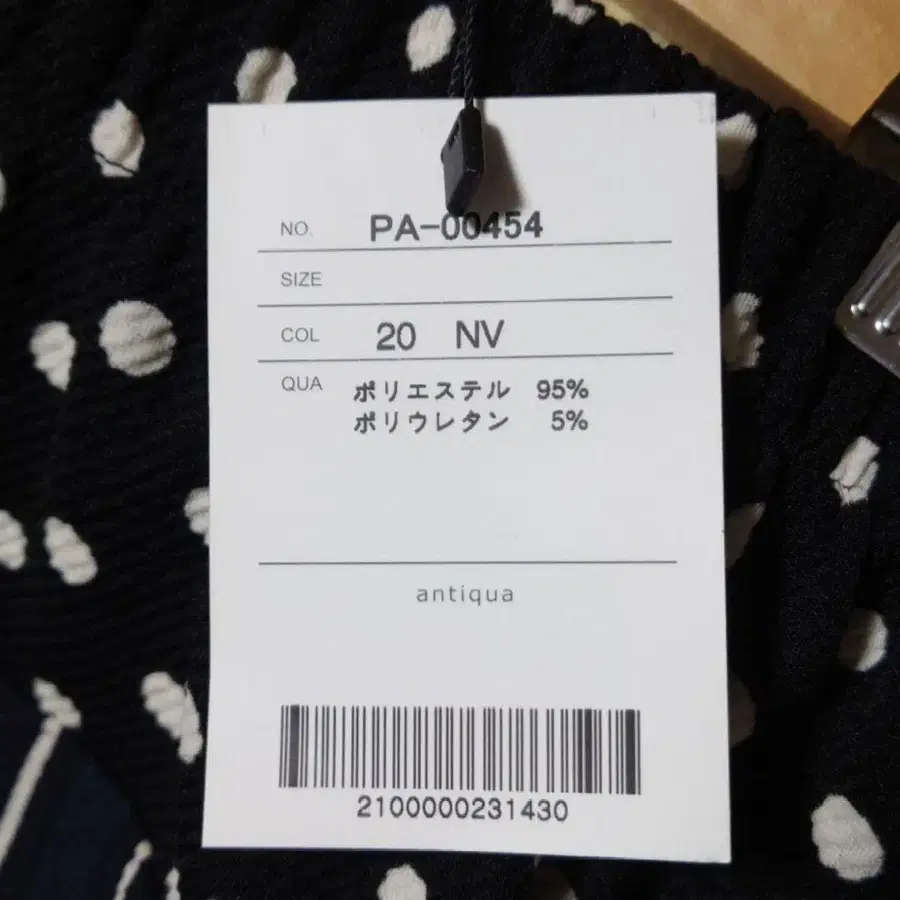 NO. PA-00454
SIZE
COL 20 NV
QUA ポリエステル 95%
ポリウレタン 5%
antiqua
2100000231430